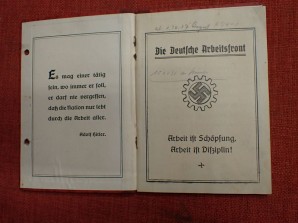 Es mag einer tätig
sein, wo immer er soll,
er darf nie vergessen,
daß die Nation nur lebt
durch die Arbeit aller.
Adolf Hitler.
Die Deutsche Arbeitsfront
Arbeit ist Schöpfung,
Arbeit ist Disziplin!